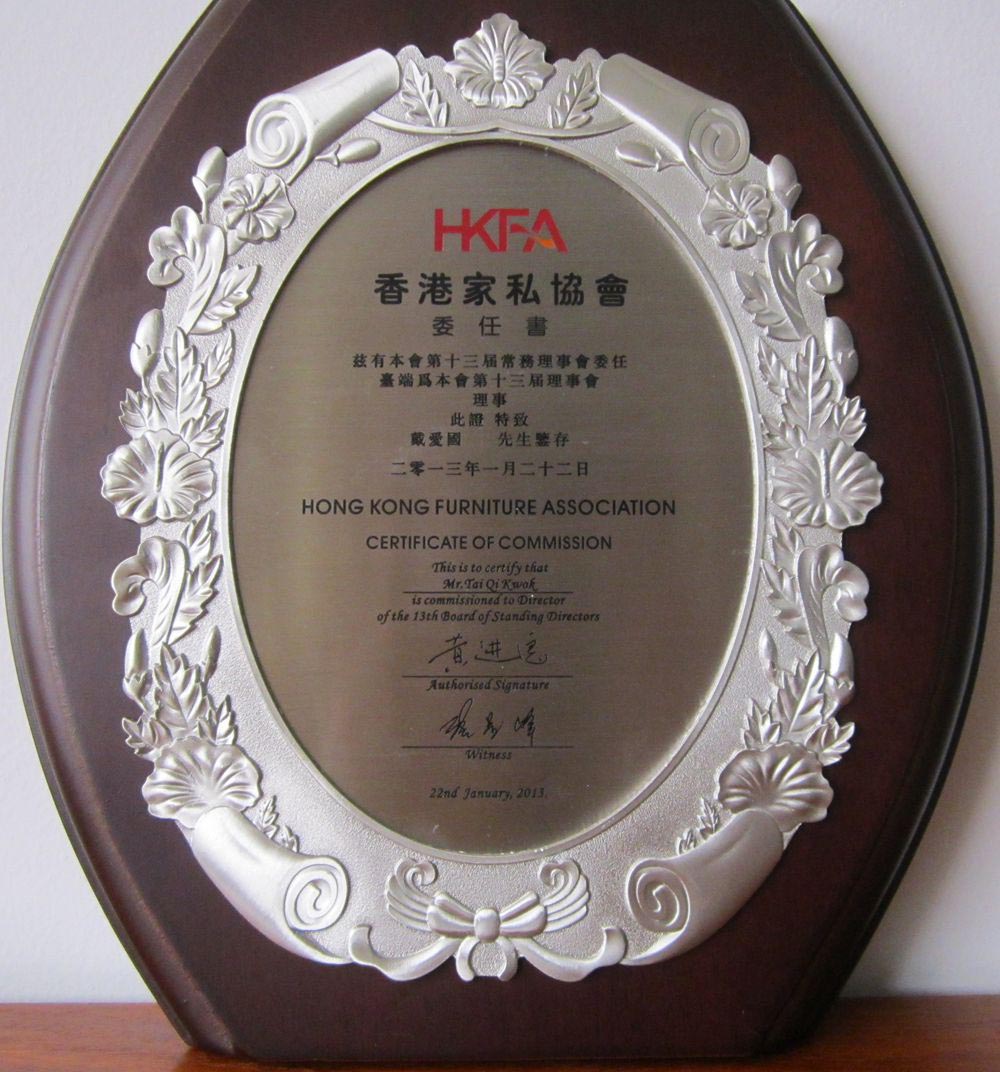 HKFA
香港家私協會
委任書
兹有本會第十三届常務理事會委任
臺端爲本會第十三届理事會
理事
此證 特致
戴愛國 先生鑒存
二零一三年一月二十二日
HONG KONG FURNITURE ASSOCIATION
CERTIFICATE OF COMMISSION
This is to certify that
Mr.Tai Qi Kwok
is commissioned to Director
of the 13th Board of Standing Directors
Authorised Signature
Witness
22nd January, 2013.